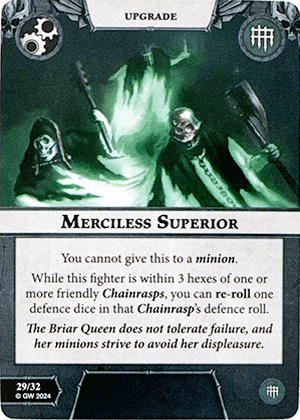 UPGRADE
MERCILESS SUPERIOR
You cannot give this to a minion.
While this fighter is within 3 hexes of one or
more friendly Chainrasps, you can re-roll one
defence dice in that Chainrasp's defence roll.
The Briar Queen does not tolerate failure, and
her minions strive to avoid her displeasure.
29/32
© GW 2024